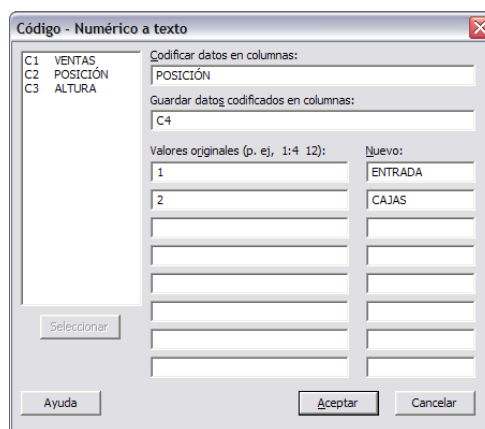 Código - Numérico a texto
C1 VENTAS
C2 POSICIÓN
C3 ALTURA
Codificar datos en columnas:
POSICIÓN
Guardar datos codificados en columnas:
C4
Valores originales (p. ej, 1:4 12): Nuevo:
1 ENTRADA
2 CAJAS
Seleccionar
Ayuda Aceptar Cancelar